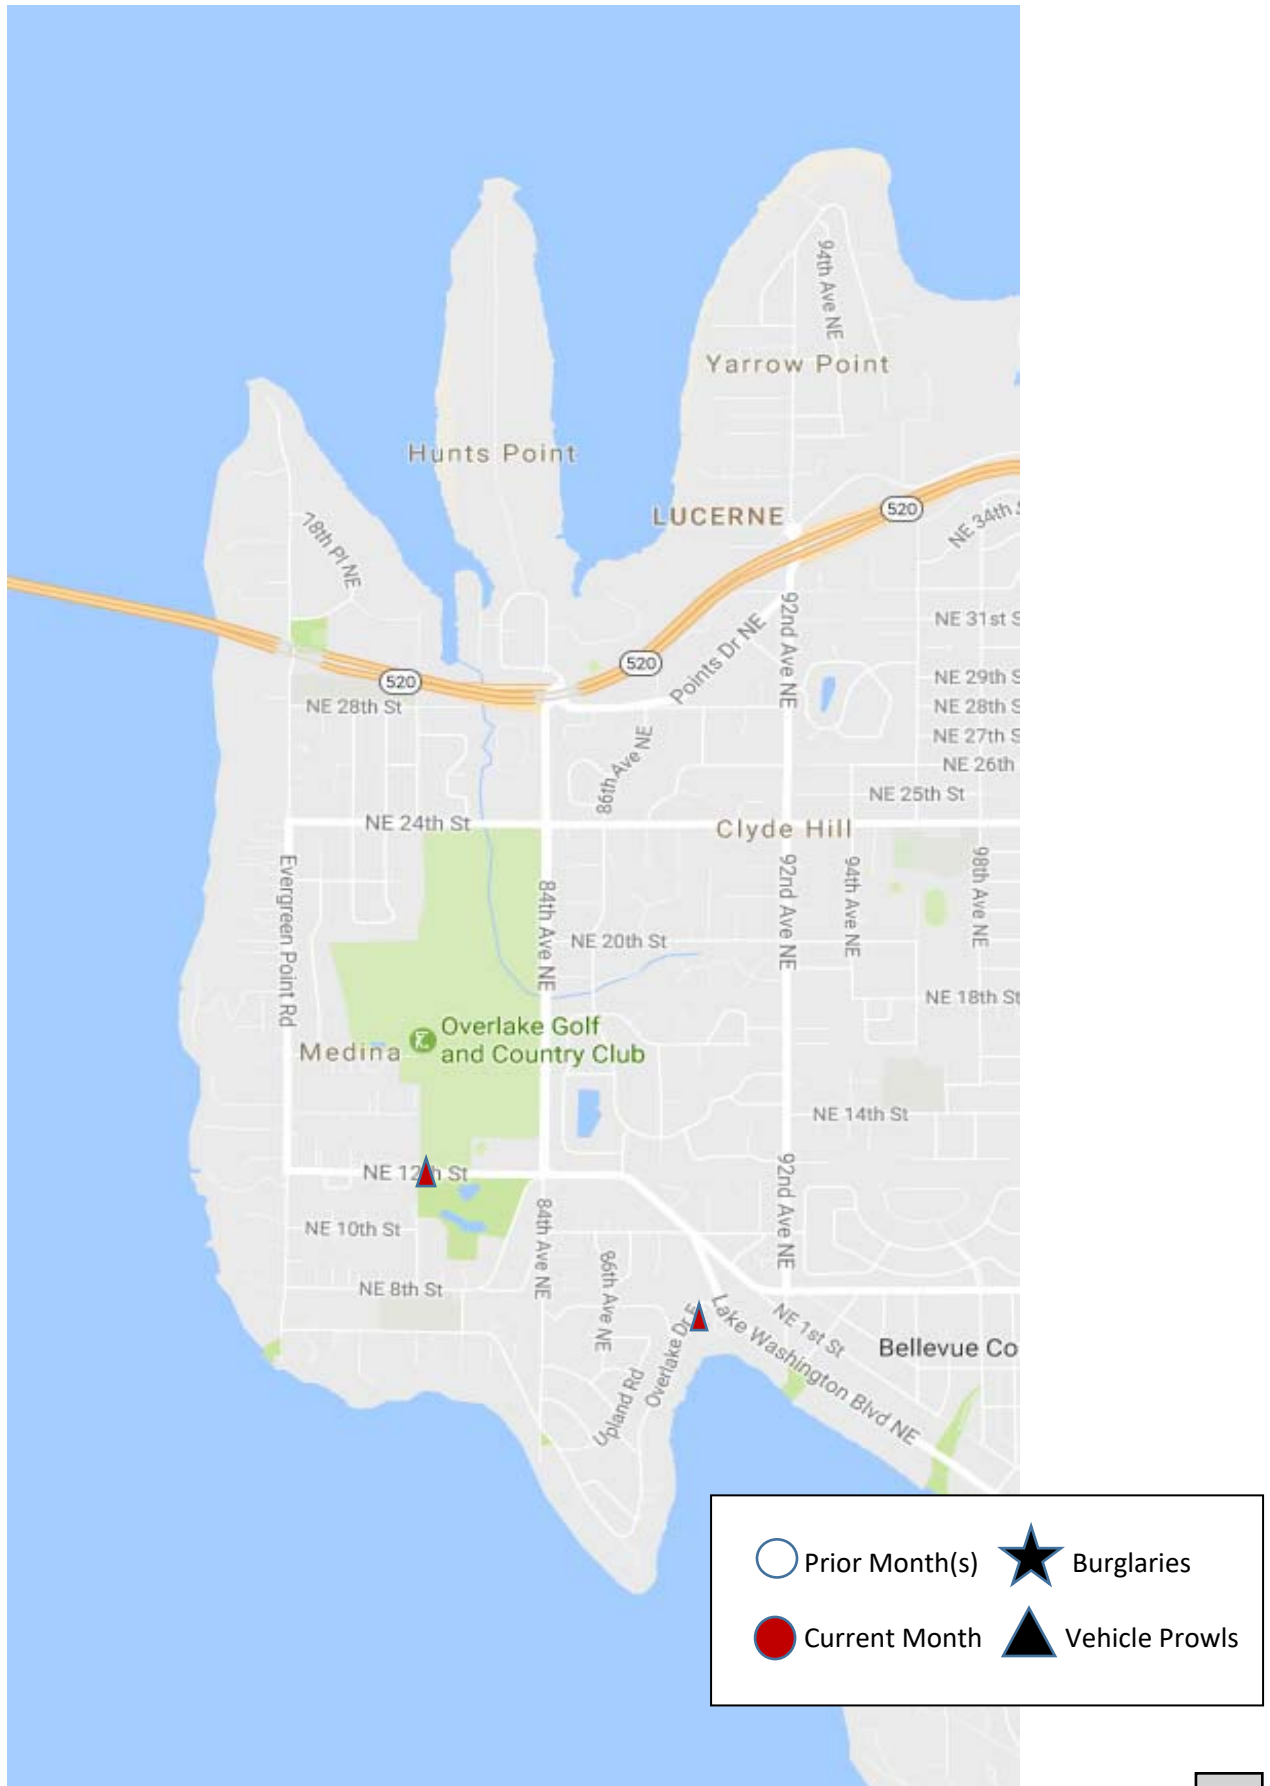 94th Ave NE
Yarrow Point
Hunts Point
LUCERNE
520
NE 34th
78th Pl NE
92nd Ave NE
NE 31st S
Points Dr NE
520
520
NE 29th S
NE 28th St
NE 28th S
NE 27th S
86th Ave NE
NE 26th
NE 25th St
NE 24th St
Clyde Hill
Evergreen Point Rd
84th Ave NE
92nd Ave NE
94th Ave NE
98th Ave NE
NE 20th St
NE 18th St
Overlake Golf
and Country Club
Medina
NE 14th St
NE 12th St
92nd Ave NE
NE 10th St
84th Ave NE
86th Ave NE
NE 8th St
Overlake Dr E
Lake Washington Blvd NE
NE 1st St
Bellevue Co
Upland Rd
Prior Month(s)
Burglaries
Current Month
Vehicle Prowls